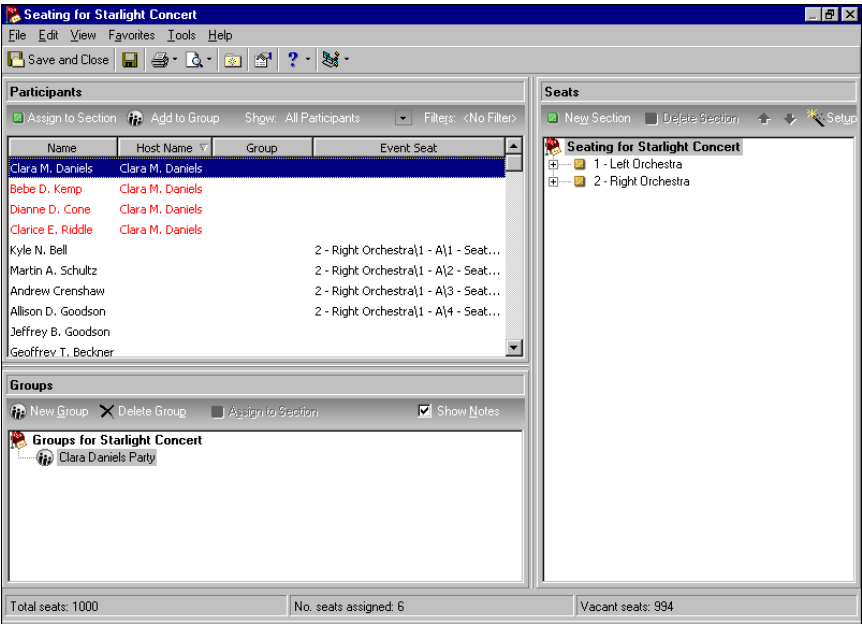 Seating for Starlight Concert
File Edit View Favorites Tools Help
Save and Close
Participants
Assign to Section Add to Group Show: All Participants Filters: <No Filter>
Name Host Name Group Event Seat
Clara M. Daniels Clara M. Daniels
Bebe D. Kemp Clara M. Daniels
Dianne D. Cone Clara M. Daniels
Clarice E. Riddle Clara M. Daniels
Kyle N. Bell 2 - Right Orchestra\1 - A\1 - Seat...
Martin A. Schultz 2 - Right Orchestra\1 - A\2 - Seat...
Andrew Crenshaw 2 - Right Orchestra\1 - A\3 - Seat...
Allison D. Goodson 2 - Right Orchestra\1 - A\4 - Seat...
Jeffrey B. Goodson
Geoffrey T. Beckner
Groups
New Group Delete Group Assign to Section Show Notes
Groups for Starlight Concert
Clara Daniels Party
Seats
New Section Delete Section Setup
Seating for Starlight Concert
1 - Left Orchestra
2 - Right Orchestra
Total seats: 1000 No. seats assigned: 6 Vacant seats: 994